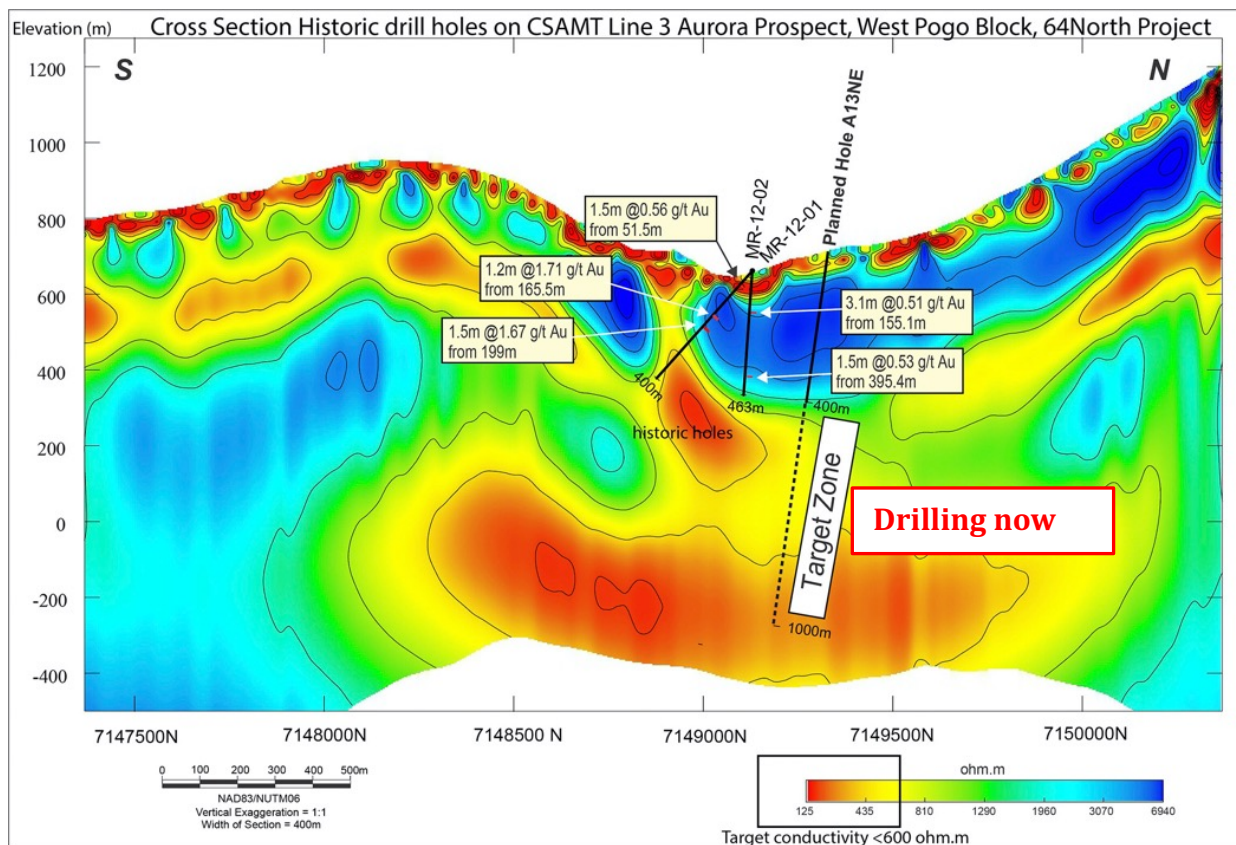 Elevation (m)
Cross Section Historic drill holes on CSAMT Line 3 Aurora Prospect, West Pogo Block, 64North Project
S
N
1200
1000
800
600
400
200
0
-200
-400
1.5m @0.56 g/t Au
from 51.5m
1.2m @1.71 g/t Au
from 165.5m
1.5m @1.67 g/t Au
from 199m
MR-12-02
MR-12-01
Planned Hole A13NE
3.1m @0.51 g/t Au
from 155.1m
1.5m @0.53 g/t Au
from 395.4m
400m
463m
400m
historic holes
Target Zone
Drilling now
1000m
7147500N
7148000N
7148500N
7149000N
7149500N
7150000N
0 100 200 300 400 500m
NAD83/NUTM06
Vertical Exaggeration = 1:1
Width of Section = 400m
ohm.m
125 435 810 1290 1960 3070 6940
Target conductivity <600 ohm.m